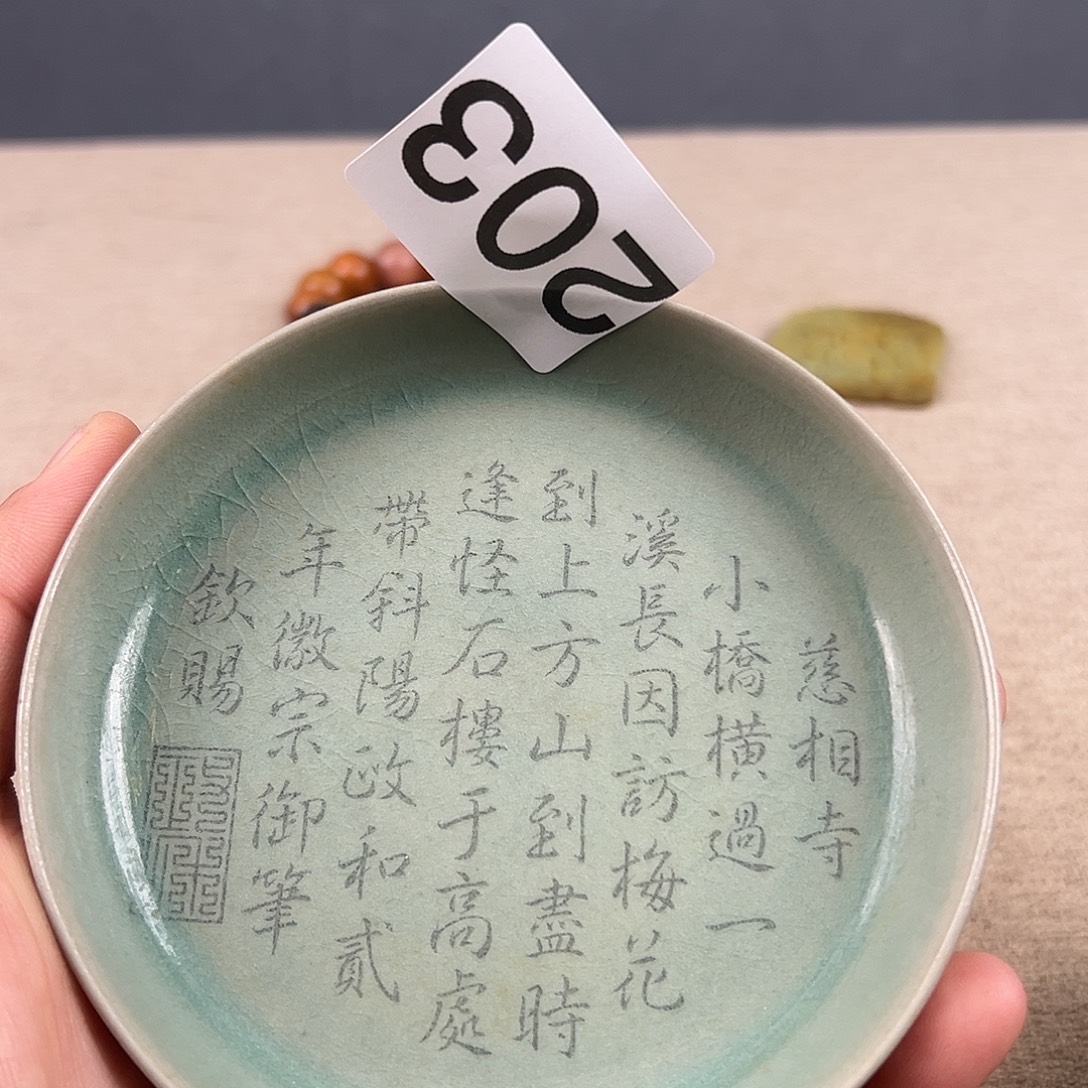 203
慈相寺
小橋橫過一
溪長因訪梅花
到上方山到盡時
逢怪石樓于高處
帶斜陽政和貳
年徽宗御筆
欽賜